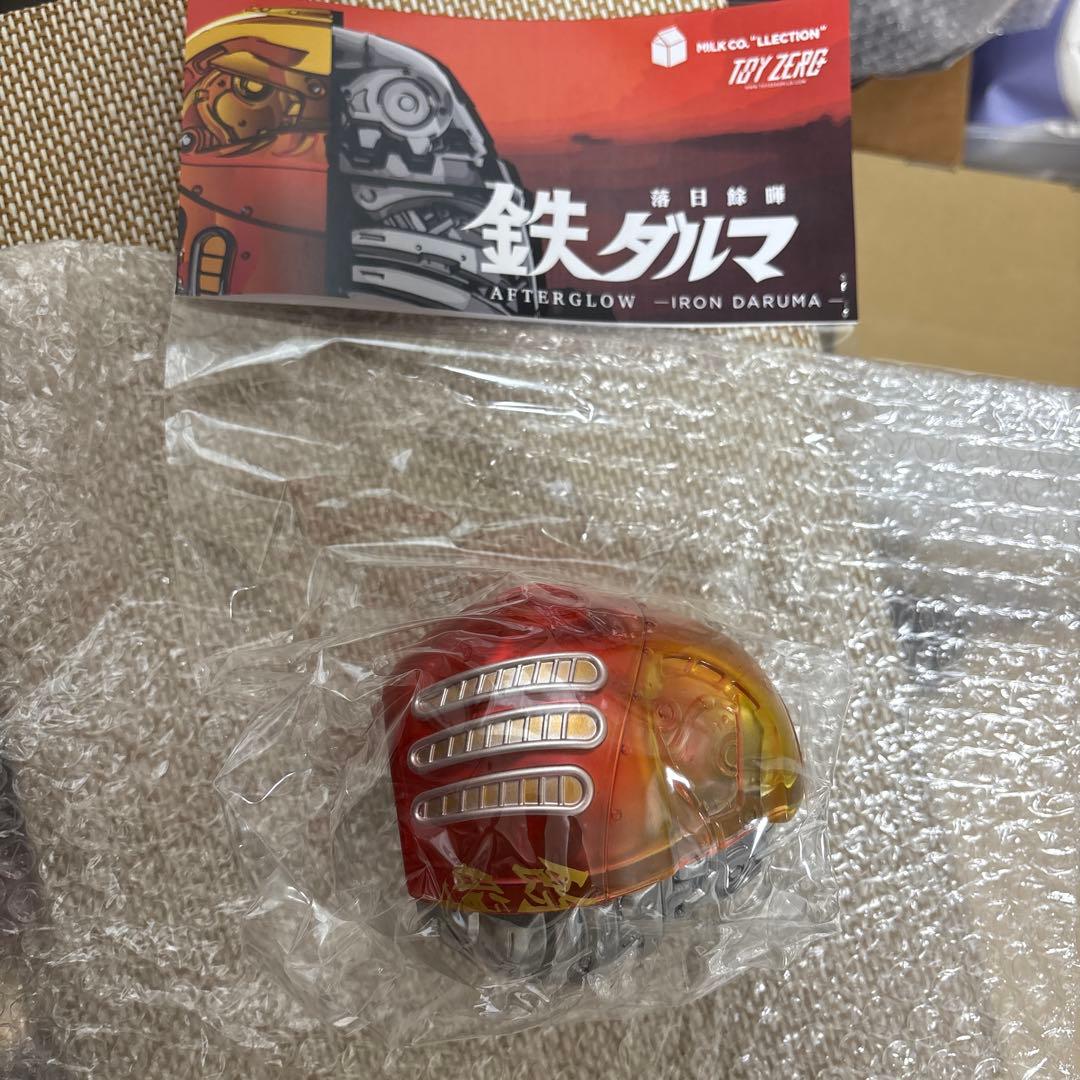 MILK CO. "LLECTION"
TOY ZERO
落日餘暉
鉄ダルマ
AFTERGLOW —IRON DARUMA—